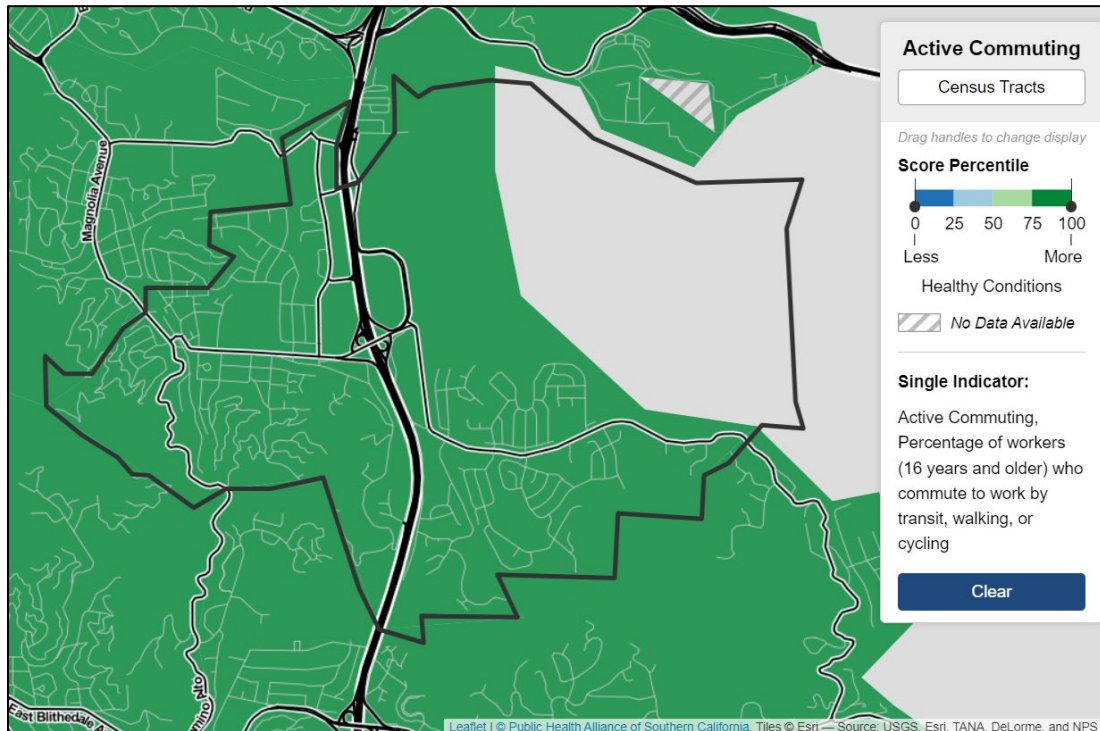 Active Commuting
Census Tracts
Drag handles to change display
Score Percentile
0 25 50 75 100
Less More
Healthy Conditions
No Data Available
Single Indicator:
Active Commuting,
Percentage of workers
(16 years and older) who
commute to work by
transit, walking, or
cycling
Clear
Magnolia Avenue
East Blithedale A
mino Alto
Leaflet | © Public Health Alliance of Southern California, Tiles © Esri — Source: USGS, Esri, TANA, DeLorme, and NPS